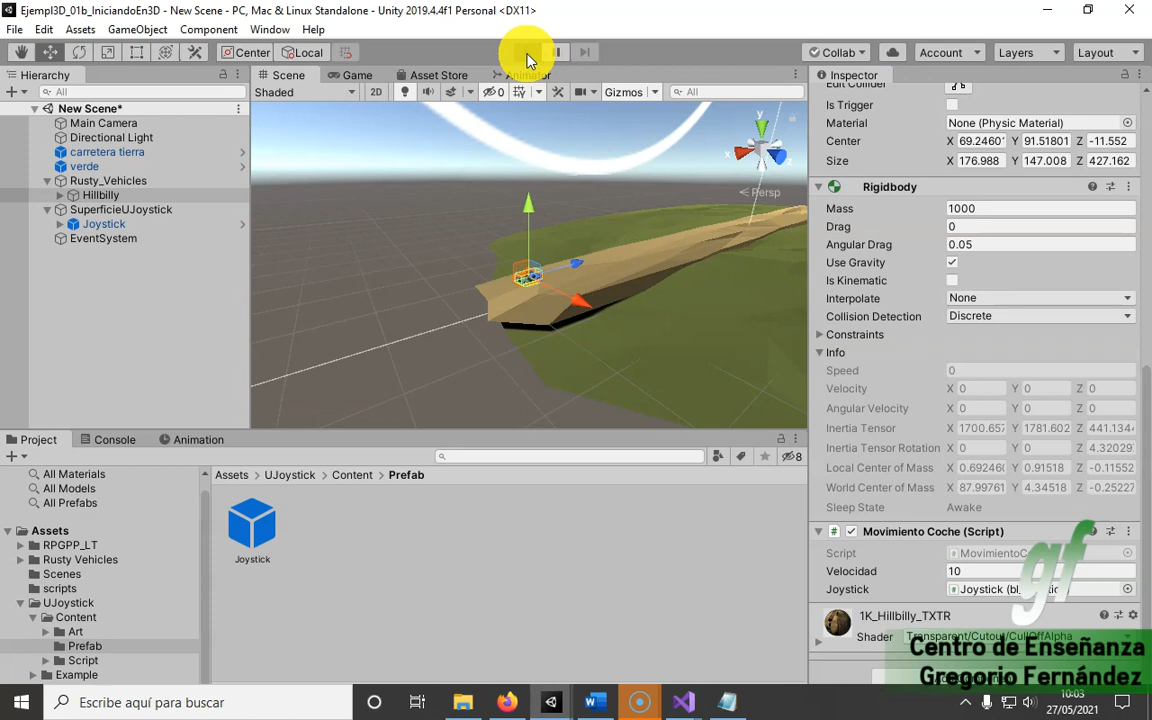 Ejempl3D_01b_IniciandoEn3D - New Scene - PC, Mac & Linux Standalone - Unity 2019.4.4f1 Personal <DX11>
File Edit Assets GameObject Component Window Help
Center Local Collab Account Layers Layout
Hierarchy
All
New Scene*
Main Camera
Directional Light
carretera tierra
verde
Rusty_Vehicles
Hillbilly
SuperficieUJoystick
Joystick
EventSystem
Scene Game Asset Store Animator
Shaded 2D 0 Gizmos All
y
x
Persp
Inspector
Edit Collider
Is Trigger
Material None (Physic Material)
Center X 69.2460 Y 91.51801 Z -11.552
Size X 176.988 Y 147.008 Z 427.162
Rigidbody
Mass 1000
Drag 0
Angular Drag 0.05
Use Gravity
Is Kinematic
Interpolate None
Collision Detection Discrete
Constraints
Info
Speed 0
Velocity X 0 Y 0 Z 0
Angular Velocity X 0 Y 0 Z 0
Inertia Tensor X 1700.657 Y 1781.602 Z 441.134
Inertia Tensor Rotation X 0 Y 0 Z 4.32029
Local Center of Mass X 0.69246 Y 0.91518 Z -0.11552
World Center of Mass X 87.99761 Y 4.34518 Z -0.25227
Sleep State Awake
Movimiento Coche (Script)
Script
Velocidad 10
Joystick
1K_Hillbilly_TXTR
Shader Transparent/Cutout/CullOffAlpha
Project Console Animation
8
All Materials
All Models
All Prefabs
Assets
RPGPP_LT
Rusty Vehicles
Scenes
scripts
UJoystick
Content
Art
Prefab
Script
Example
Assets UJoystick Content Prefab
Joystick
gf
Centro de Enseñanza
Gregorio Fernández
Escribe aquí para buscar
10:03
27/05/2021